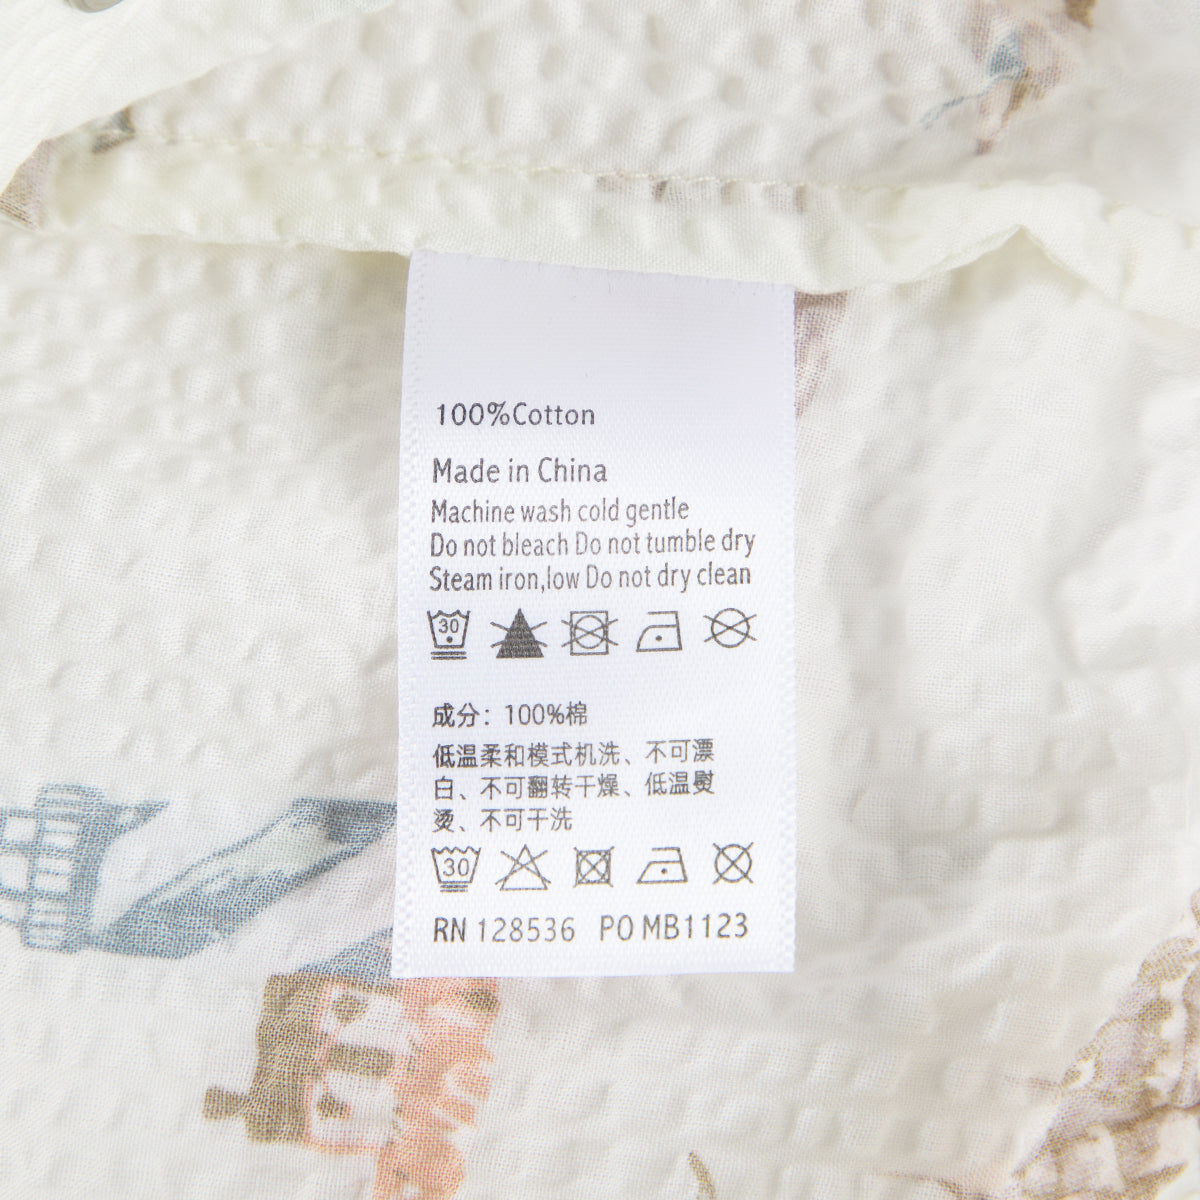 100%Cotton
Made in China
Machine wash cold gentle
Do not bleach Do not tumble dry
Steam iron,low Do not dry clean
30
成分：100%棉
低温柔和模式机洗、不可漂
白、不可翻转干燥、低温熨
烫、不可干洗
30
RN 128536 PO MB1123